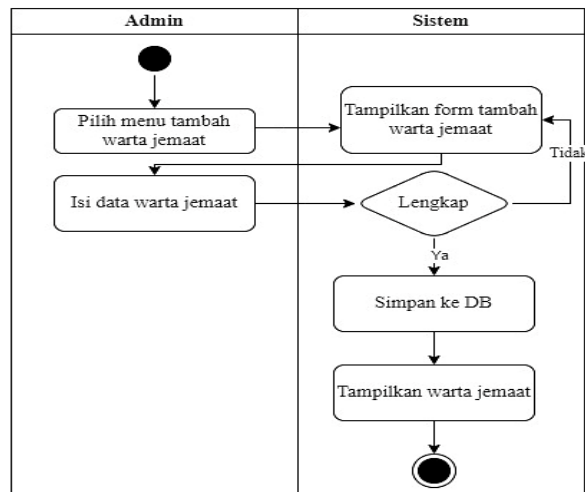 Admin
Sistem
Pilih menu tambah
warta jemaat
Tampilkan form tambah
warta jemaat
Tidak
Isi data warta jemaat
Lengkap
Ya
Simpan ke DB
Tampilkan warta jemaat